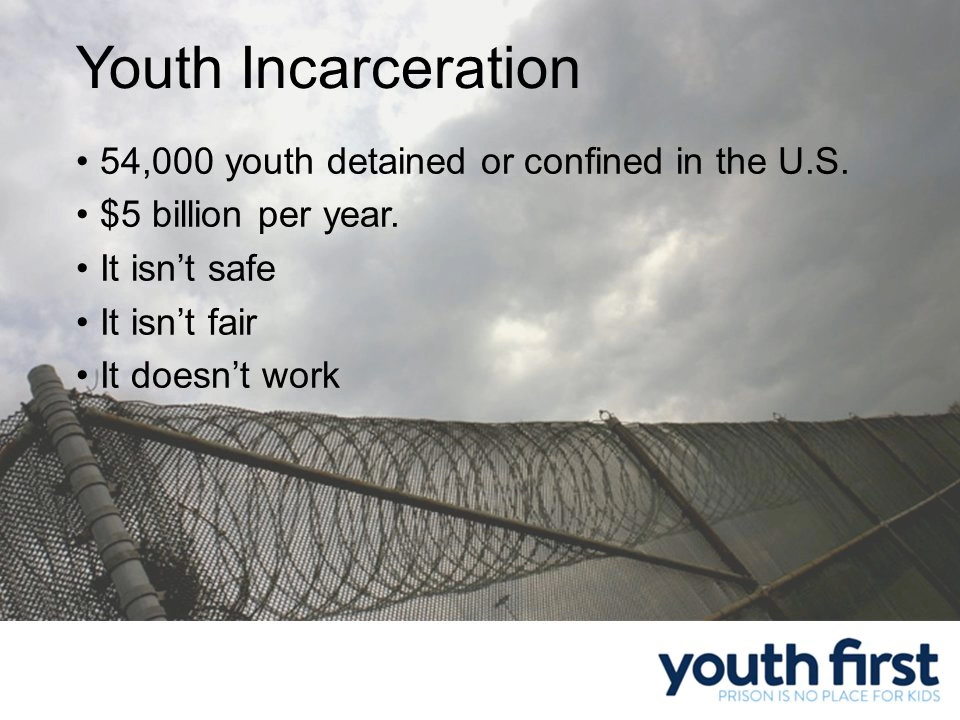 Youth Incarceration
• 54,000 youth detained or confined in the U.S.
• $5 billion per year.
• It isn’t safe
• It isn’t fair
• It doesn’t work
youth first
PRISON IS NO PLACE FOR KIDS